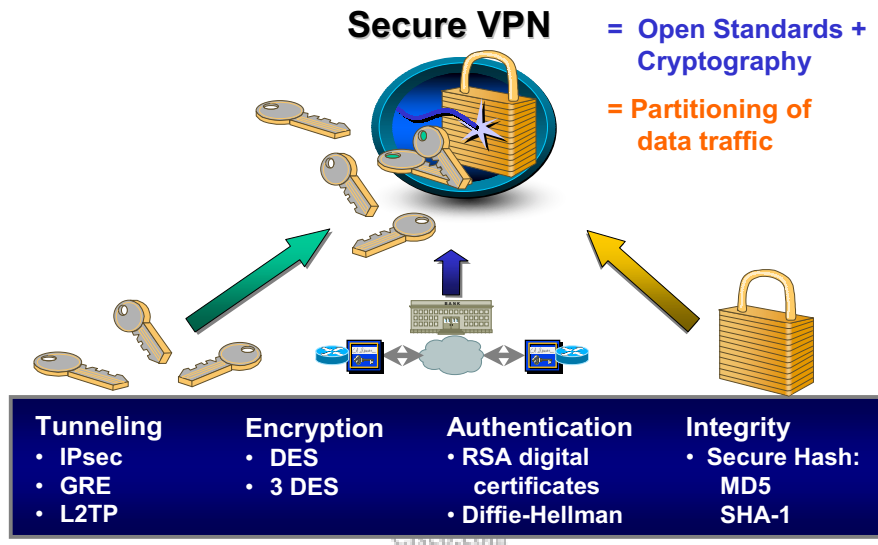 Secure VPN
= Open Standards +
Cryptography
= Partitioning of
data traffic
BANK
Tunneling
• IPsec
• GRE
• L2TP
Encryption
• DES
• 3 DES
Authentication
• RSA digital
certificates
• Diffie-Hellman
Integrity
• Secure Hash:
MD5
SHA-1